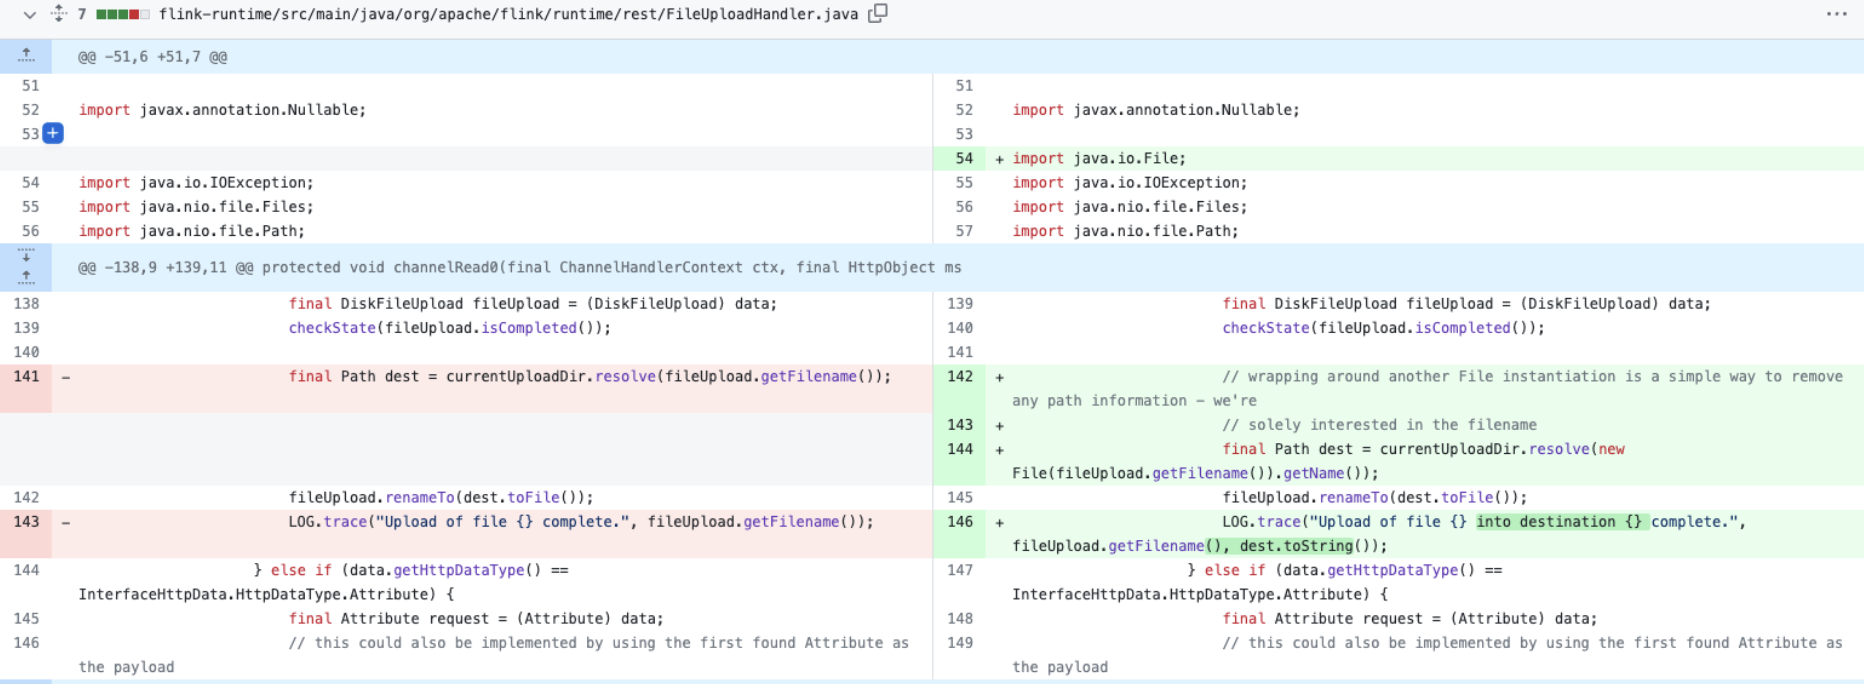 7 flink-runtime/src/main/java/org/apache/flink/runtime/rest/FileUploadHandler.java
@@ -51,6 +51,7 @@
51 51
52 import javax.annotation.Nullable; 52 import javax.annotation.Nullable;
53 53
54 + import java.io.File;
54 import java.io.IOException; 55 import java.io.IOException;
55 import java.nio.file.Files; 56 import java.nio.file.Files;
56 import java.nio.file.Path; 57 import java.nio.file.Path;
@@ -138,9 +139,11 @@ protected void channelRead0(final ChannelHandlerContext ctx, final HttpObject ms
138 final DiskFileUpload fileUpload = (DiskFileUpload) data; 139 final DiskFileUpload fileUpload = (DiskFileUpload) data;
139 checkState(fileUpload.isCompleted()); 140 checkState(fileUpload.isCompleted());
140 141
141 - final Path dest = currentUploadDir.resolve(fileUpload.getFilename()); 142 + // wrapping around another File instantiation is a simple way to remove
any path information – we're
143 + // solely interested in the filename
144 + final Path dest = currentUploadDir.resolve(new
File(fileUpload.getFilename()).getName());
142 fileUpload.renameTo(dest.toFile()); 145 fileUpload.renameTo(dest.toFile());
143 - LOG.trace("Upload of file {} complete.", fileUpload.getFilename()); 146 + LOG.trace("Upload of file {} into destination {} complete.",
fileUpload.getFilename(), dest.toString());
144 } else if (data.getHttpDataType() == 147 } else if (data.getHttpDataType() ==
InterfaceHttpData.HttpDataType.Attribute) { InterfaceHttpData.HttpDataType.Attribute) {
145 final Attribute request = (Attribute) data; 148 final Attribute request = (Attribute) data;
146 // this could also be implemented by using the first found Attribute as 149 // this could also be implemented by using the first found Attribute as
the payload the payload